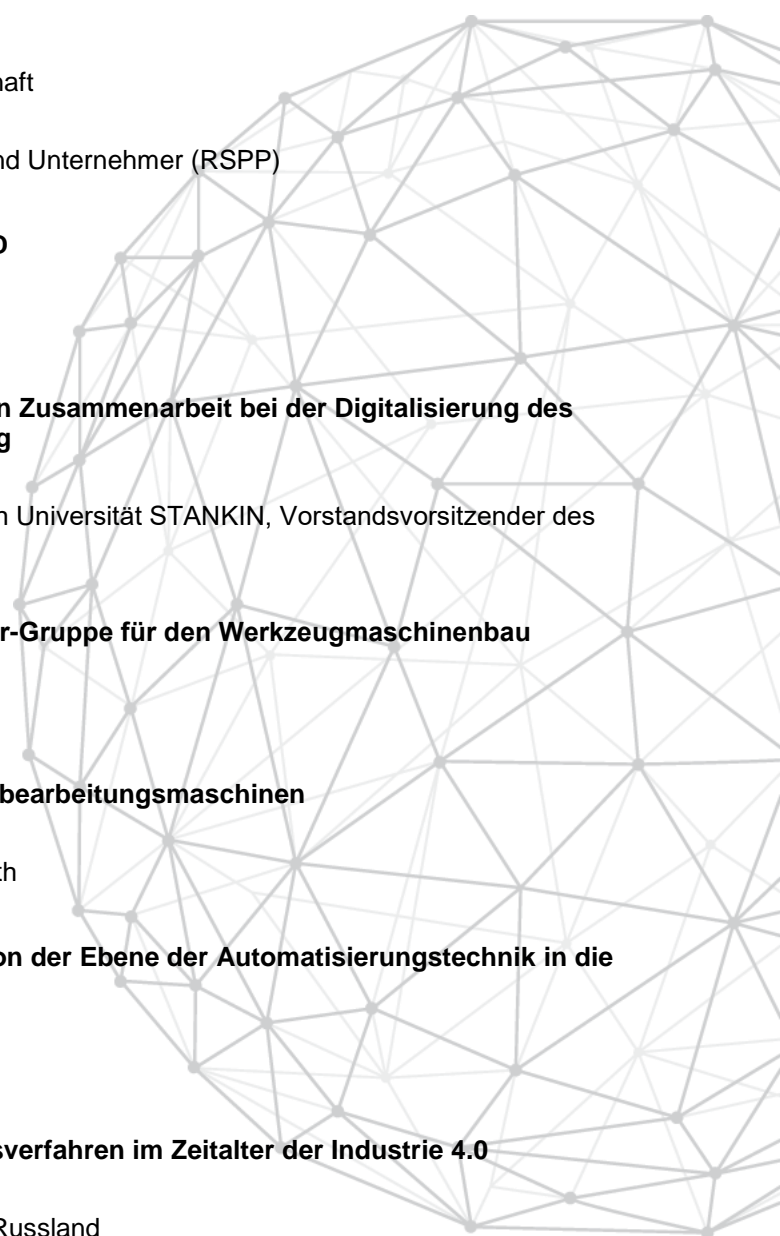 haft
nd Unternehmer (RSPP)
O
n Zusammenarbeit bei der Digitalisierung des
g
n Universität STANKIN, Vorstandsvorsitzender des
r-Gruppe für den Werkzeugmaschinenbau
bearbeitungsmaschinen
th
on der Ebene der Automatisierungstechnik in die
sverfahren im Zeitalter der Industrie 4.0
Russland